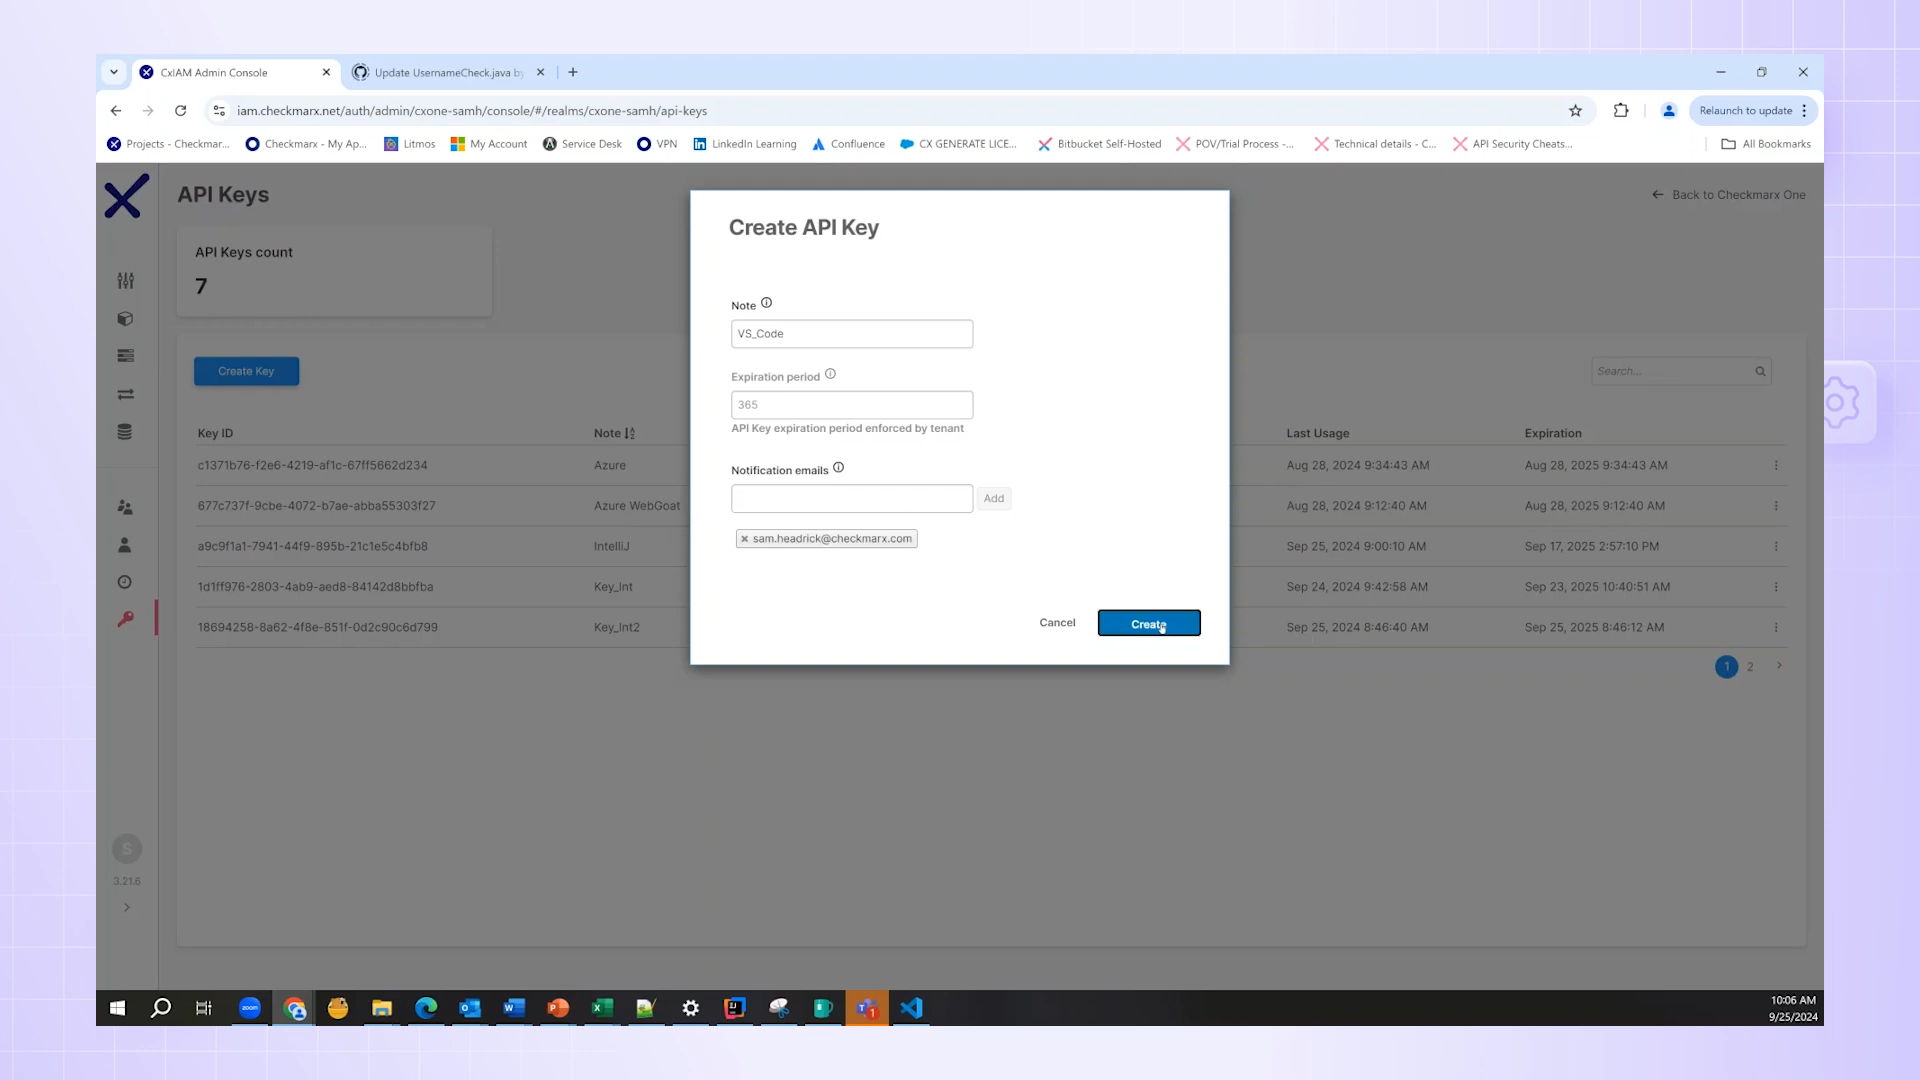 CxIAM Admin Console
Update UsernameCheck.java by
iam.checkmarx.net/auth/admin/cxone-samh/console/#/realms/cxone-samh/api-keys
Relaunch to update
Projects - Checkmar...
Checkmarx - My Ap...
Litmos
My Account
Service Desk
VPN
LinkedIn Learning
Confluence
CX GENERATE LICE...
Bitbucket Self-Hosted
POV/Trial Process -...
Technical details - C...
API Security Cheats...
All Bookmarks
API Keys
Back to Checkmarx One
API Keys count
7
Create Key
Search...
Key ID Note Last Usage Expiration
c1371b76-f2e6-4219-af1c-67ff5662d234 Azure Aug 28, 2024 9:34:43 AM Aug 28, 2025 9:34:43 AM
677c737f-9cbe-4072-b7ae-abba55303f27 Azure WebGoat Aug 28, 2024 9:12:40 AM Aug 28, 2025 9:12:40 AM
a9c9f1a1-7941-44f9-895b-21c1e5c4bfb8 IntelliJ Sep 25, 2024 9:00:10 AM Sep 17, 2025 2:57:10 PM
1d1ff976-2803-4ab9-aed8-84142d8bbfba Key_Int Sep 24, 2024 9:42:58 AM Sep 23, 2025 10:40:51 AM
18694258-8a62-4f8e-851f-0d2c90c6d799 Key_Int2 Sep 25, 2024 8:46:40 AM Sep 25, 2025 8:46:12 AM
1 2
Create API Key
Note
VS_Code
Expiration period
365
API Key expiration period enforced by tenant
Notification emails
Add
sam.headrick@checkmarx.com
Cancel
Create
S
3.21.6
zoom
1
10:06 AM
9/25/2024